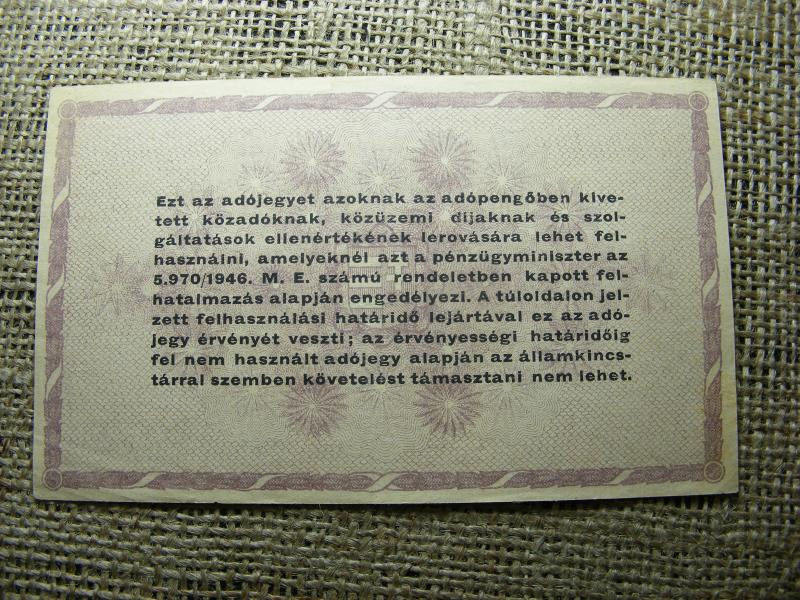 Ezt az adójegyet azoknak az adópengőben kive-
tett közadóknak, közüzemi díjaknak és szol-
gáltatások ellenértékének lerovására lehet fel-
használni, amelyeknél azt a pénzügyminiszter az
5.970/1946. M. E. számú rendeletben kapott fel-
hatalmazás alapján engedélyezi. A túloldalon jel-
zett felhasználási határidő lejártával ez az adó-
jegy érvényét veszti; az érvényességi határidőig
fel nem használt adójegy alapján az államkincs-
tárral szemben követelést támasztani nem lehet.